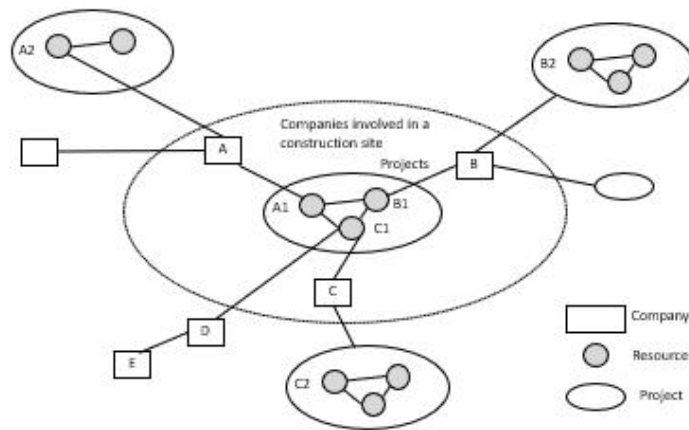 A2
B2
Companies involved in a
construction site
A
Projects
B
A1
B1
C1
C
D
E
C2
Company
Resource
Project